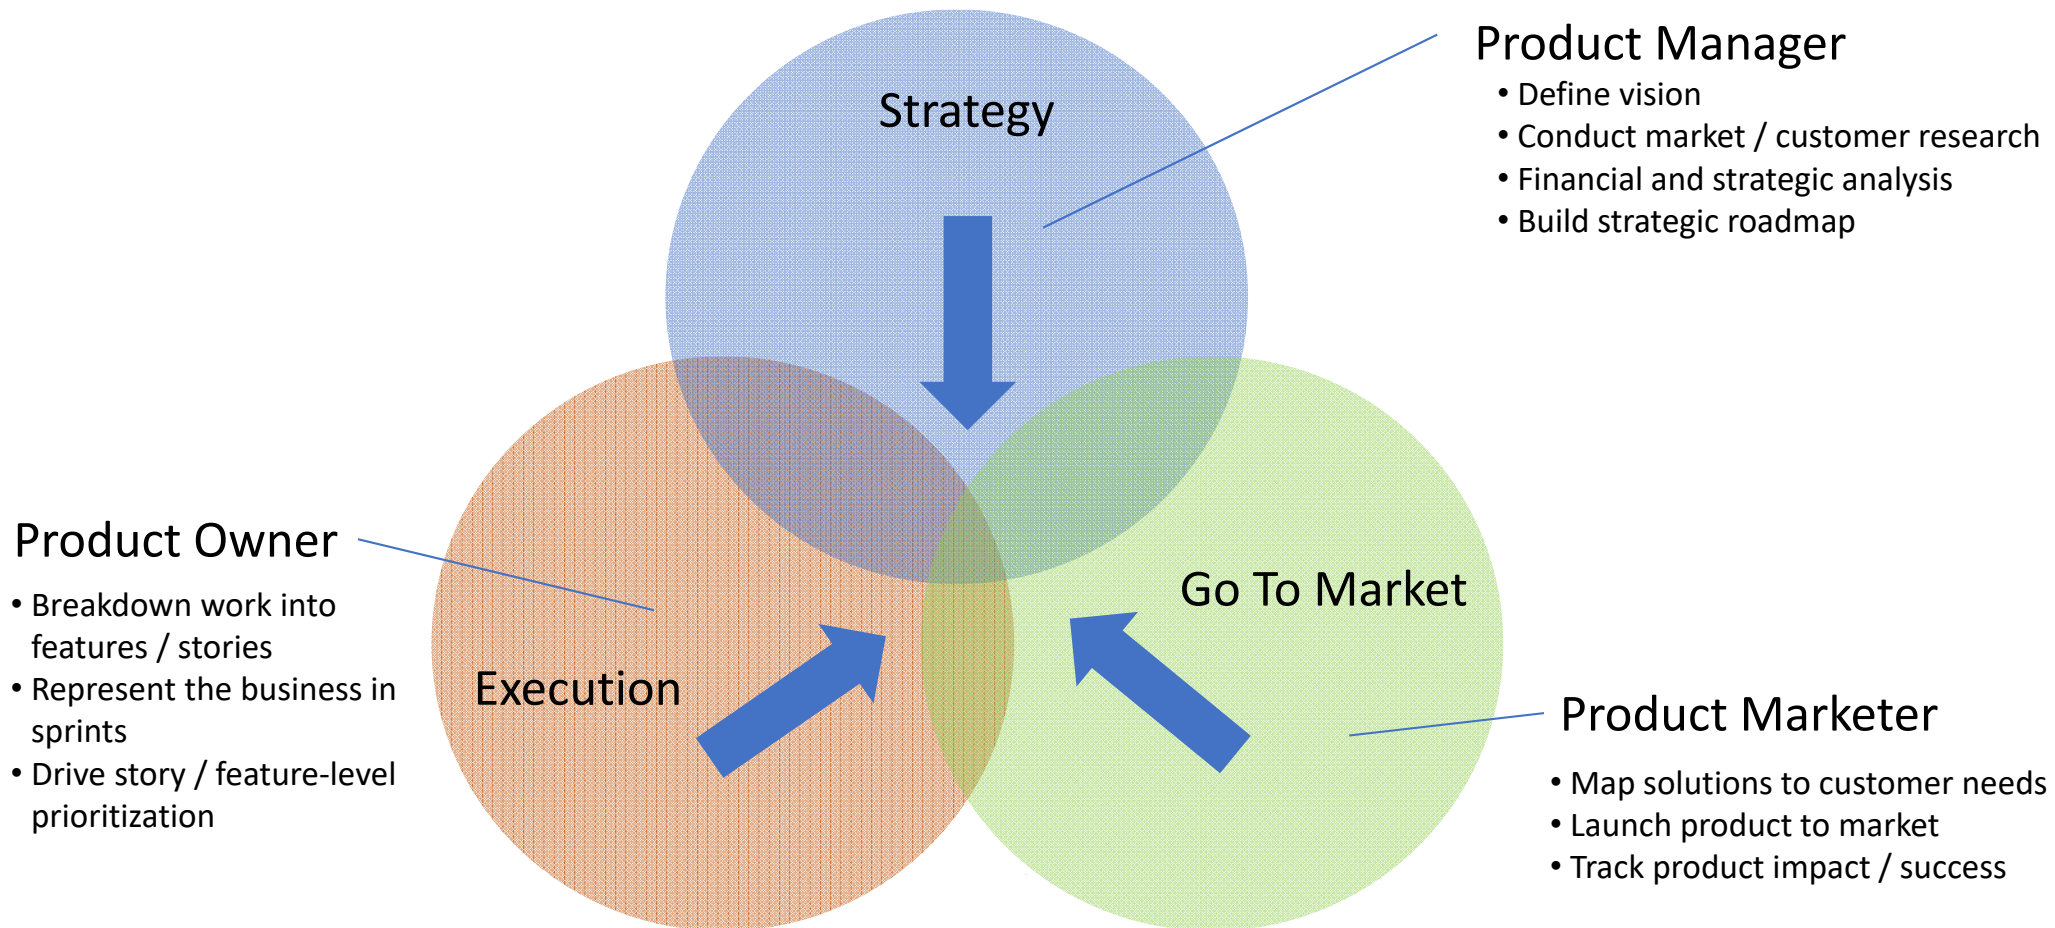 Strategy
Product Manager
• Define vision
• Conduct market / customer research
• Financial and strategic analysis
• Build strategic roadmap
Product Owner
• Breakdown work into
features / stories
• Represent the business in
sprints
• Drive story / feature-level
prioritization
Execution
Go To Market
Product Marketer
• Map solutions to customer needs
• Launch product to market
• Track product impact / success